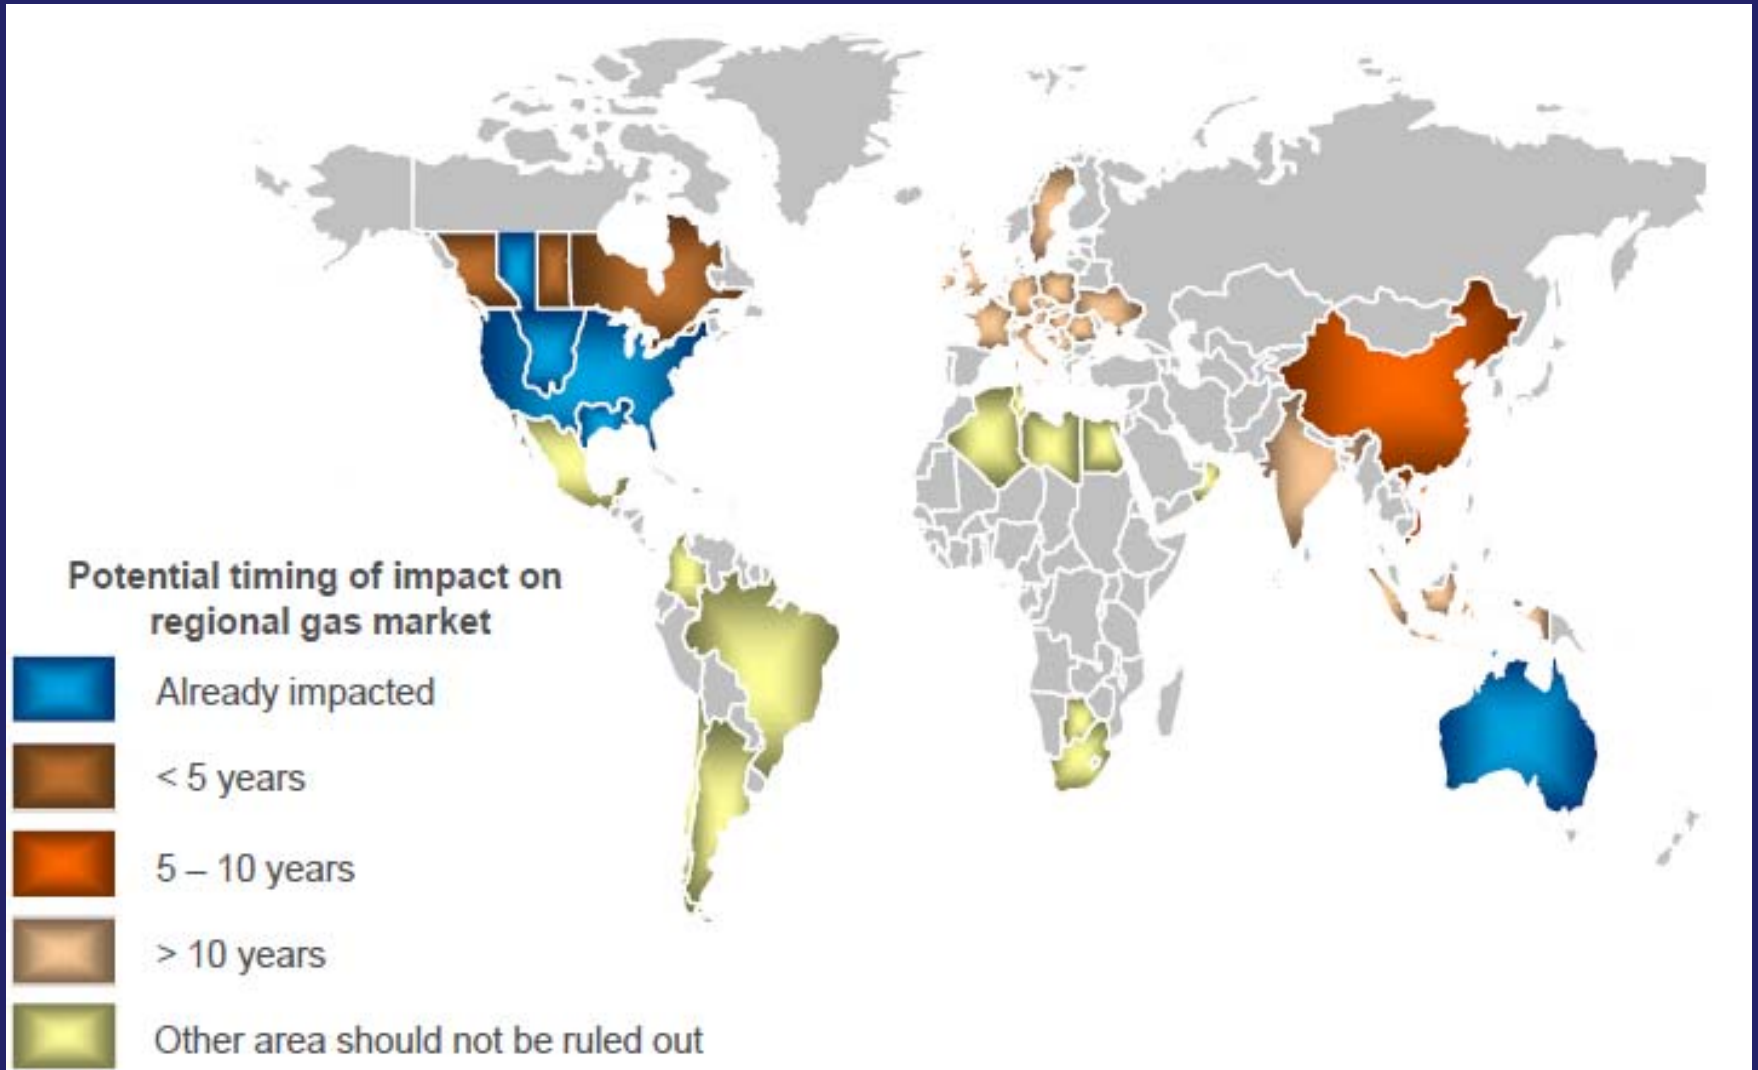 Potential timing of impact on
regional gas market
Already impacted
< 5 years
5 – 10 years
> 10 years
Other area should not be ruled out